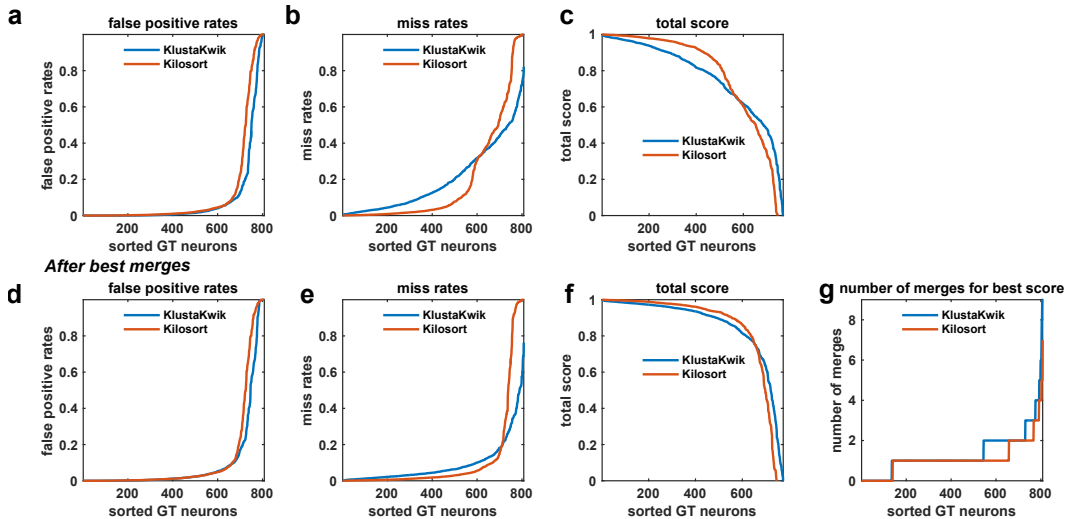 a
false positive rates
KlustaKwik
Kilosort
0.8
0.6
0.4
0.2
0
false positive rates
200 400 600 800
sorted GT neurons
b
miss rates
KlustaKwik
Kilosort
0.8
0.6
0.4
0.2
0
miss rates
200 400 600 800
sorted GT neurons
c
total score
1
0.8
0.6
0.4
0.2
0
total score
KlustaKwik
Kilosort
200 400 600
sorted GT neurons
After best merges
d
false positive rates
KlustaKwik
Kilosort
0.8
0.6
0.4
0.2
0
false positive rates
200 400 600 800
sorted GT neurons
e
miss rates
KlustaKwik
Kilosort
0.8
0.6
0.4
0.2
0
miss rates
200 400 600 800
sorted GT neurons
f
total score
1
0.8
0.6
0.4
0.2
0
total score
KlustaKwik
Kilosort
200 400 600
sorted GT neurons
g
number of merges for best score
KlustaKwik
Kilosort
8
6
4
2
0
number of merges
200 400 600 800
sorted GT neurons